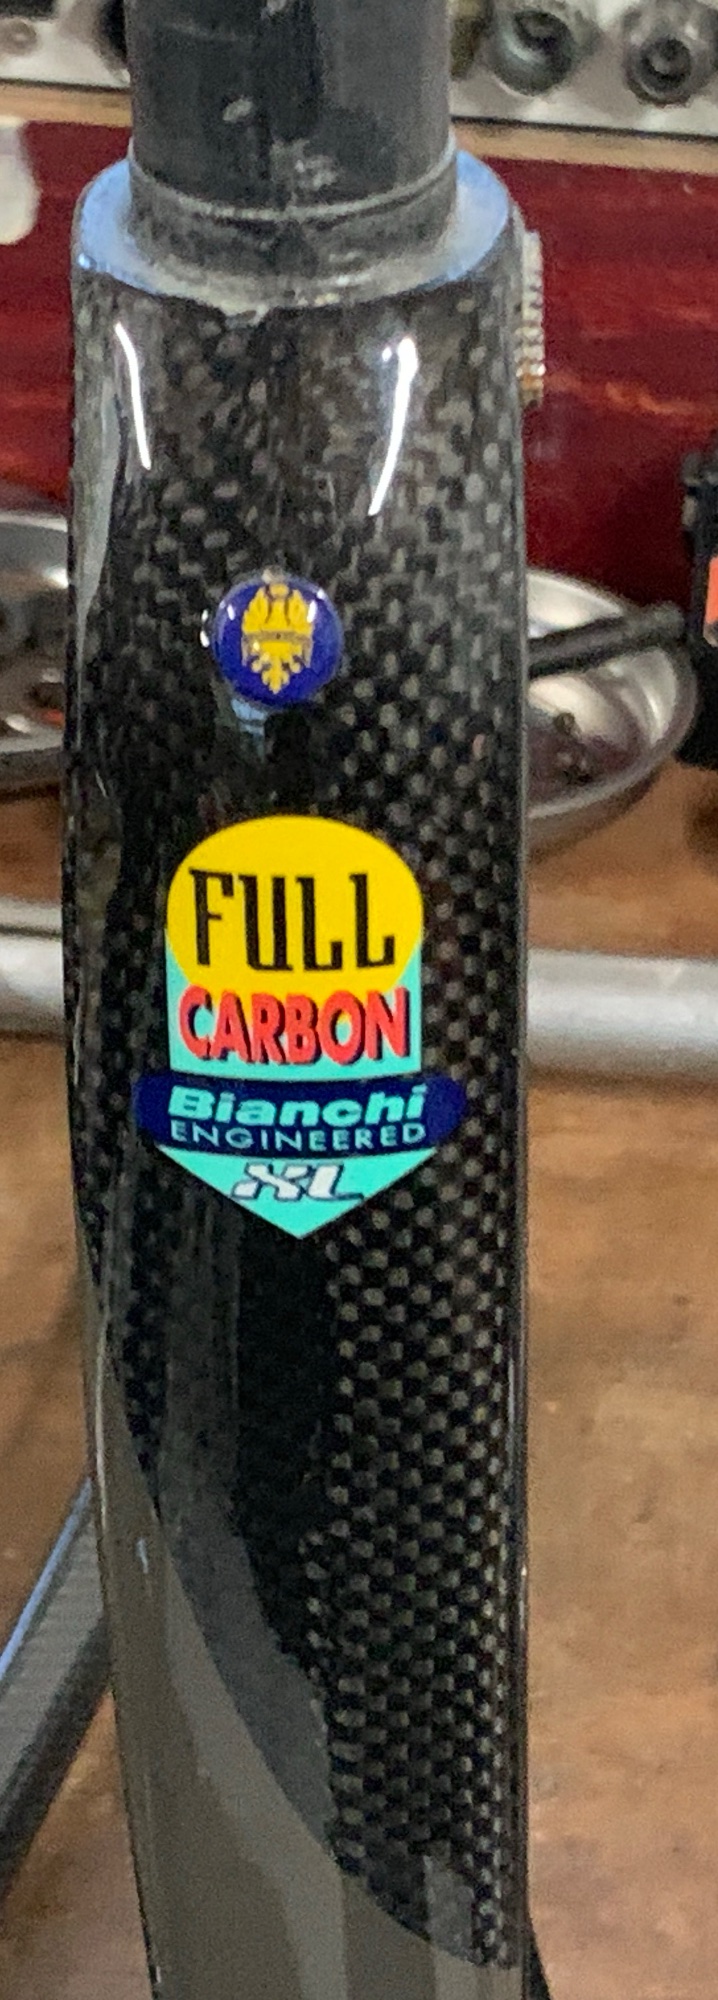 FULL
CARBON
Bianchi
ENGINEERED
XL